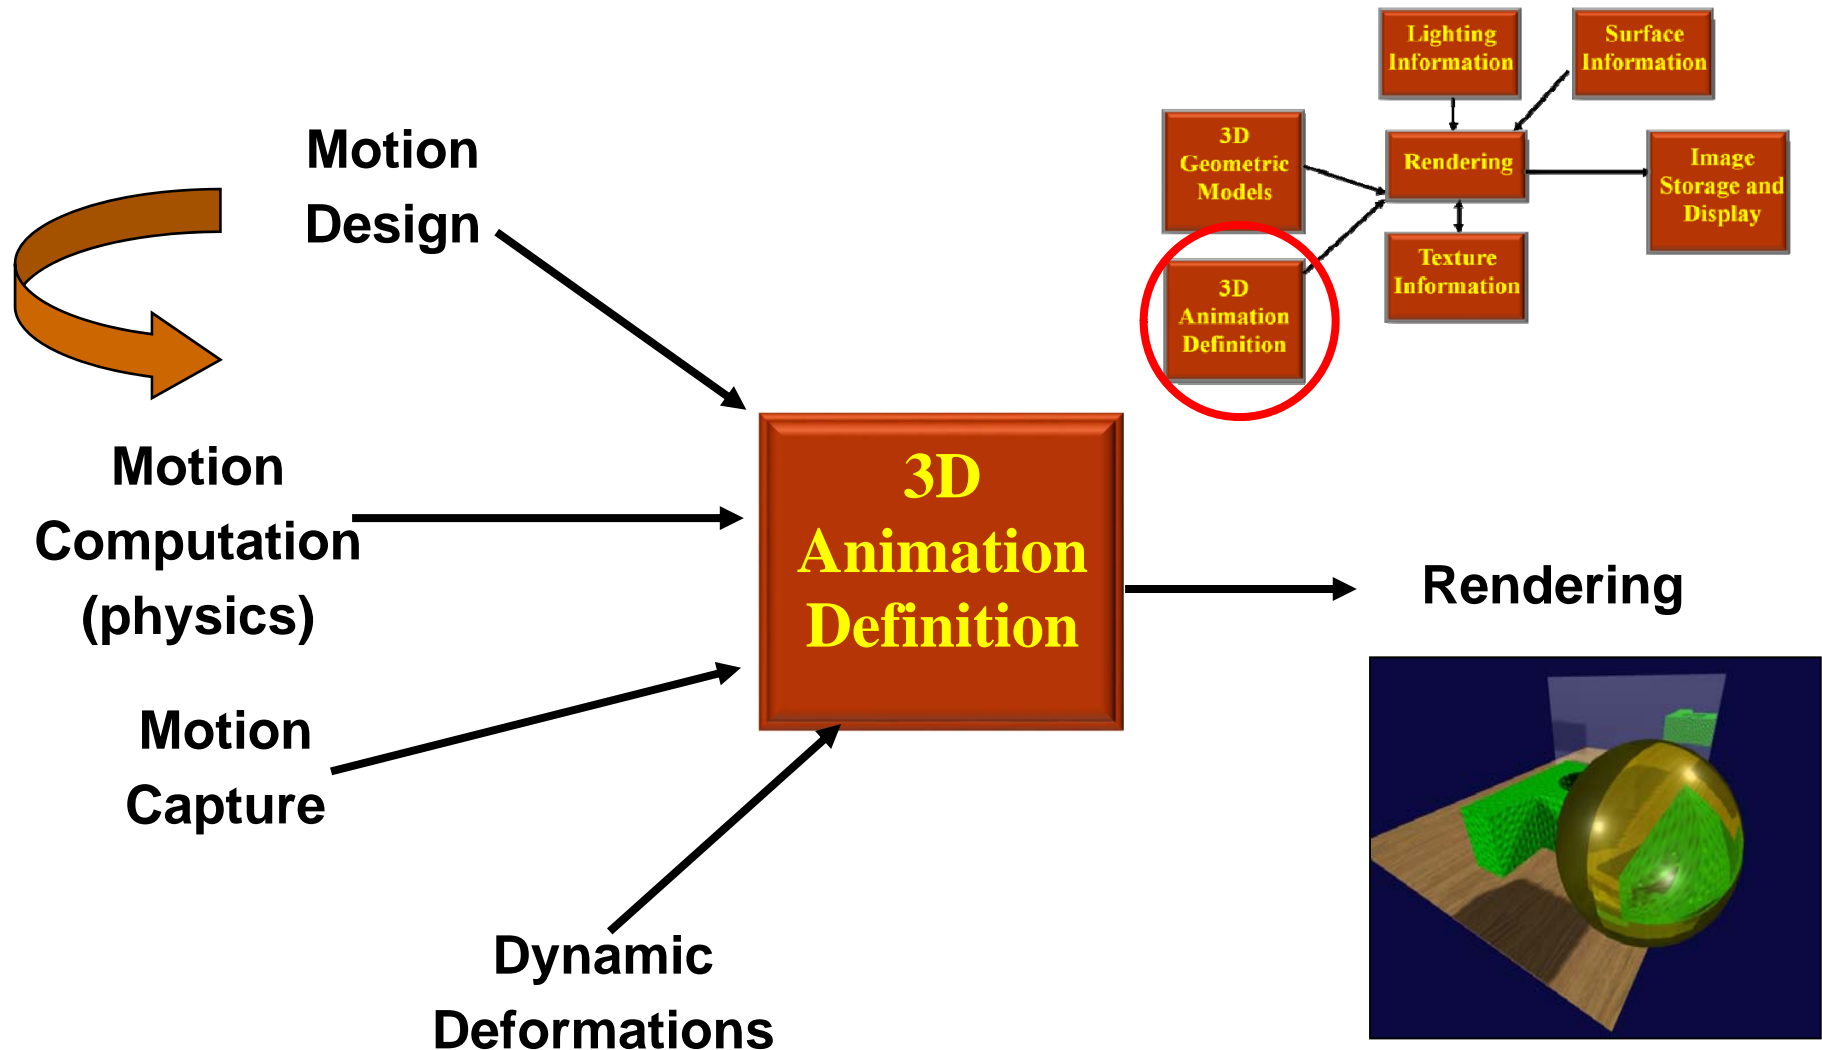 Motion
Design
Motion
Computation
(physics)
Motion
Capture
Dynamic
Deformations
3D
Animation
Definition
Rendering
Lighting
Information
Surface
Information
3D
Geometric
Models
Rendering
Image
Storage and
Display
3D
Animation
Definition
Texture
Information